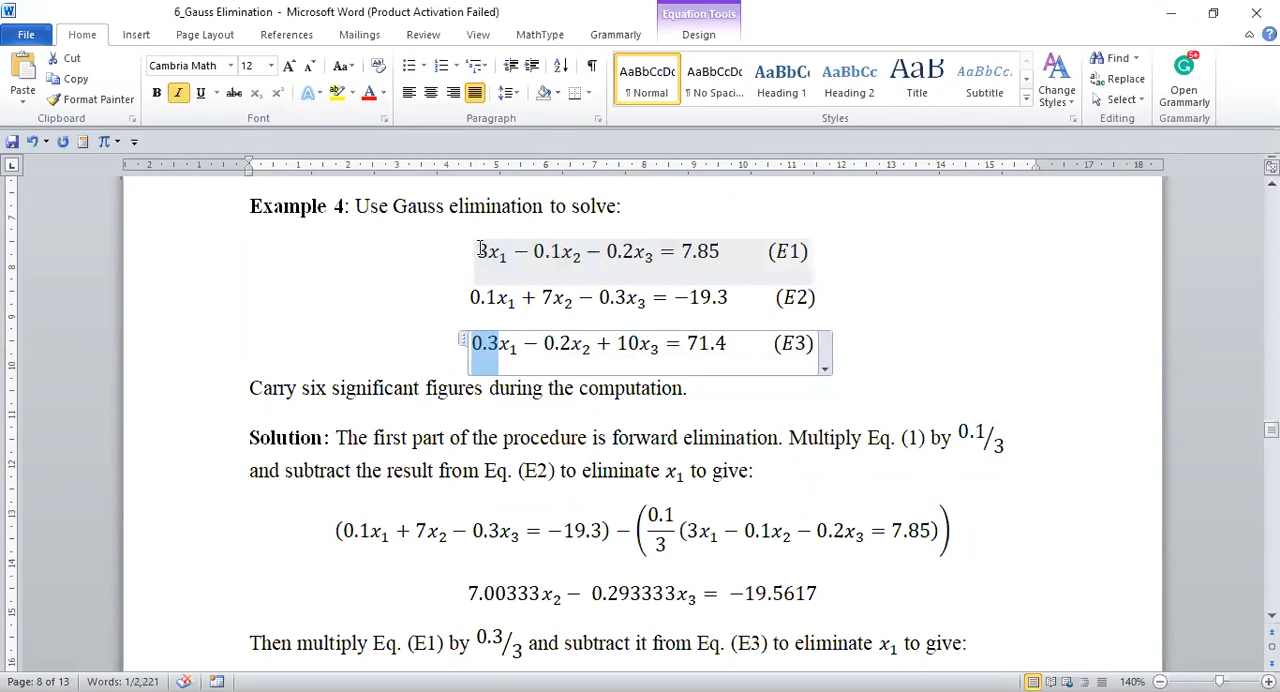 6_Gauss Elimination - Microsoft Word (Product Activation Failed)
Equation Tools
File Home Insert Page Layout References Mailings Review View MathType Grammarly Design
Cut
Copy
Format Painter
Paste
Clipboard
Cambria Math 12
Font
Paragraph
AaBbCcDc AaBbCcDc AaBbC AaBbCc AaB AaBbCc.
¶ Normal ¶ No Spaci... Heading 1 Heading 2 Title Subtitle
Change Styles
Styles
Find
Replace
Select
Editing
Open Grammarly
Grammarly
Example 4: Use Gauss elimination to solve:
3x₁ − 0.1x₂ − 0.2x₃ = 7.85 (E1)
0.1x₁ + 7x₂ − 0.3x₃ = −19.3 (E2)
0.3x₁ − 0.2x₂ + 10x₃ = 71.4 (E3)
Carry six significant figures during the computation.
Solution: The first part of the procedure is forward elimination. Multiply Eq. (1) by 0.1/3
and subtract the result from Eq. (E2) to eliminate x₁ to give:
(0.1x₁ + 7x₂ − 0.3x₃ = −19.3) − (0.1/3 (3x₁ − 0.1x₂ − 0.2x₃ = 7.85))
7.00333x₂ − 0.293333x₃ = −19.5617
Then multiply Eq. (E1) by 0.3/3 and subtract it from Eq. (E3) to eliminate x₁ to give:
Page: 8 of 13 Words: 1/2,221 140%